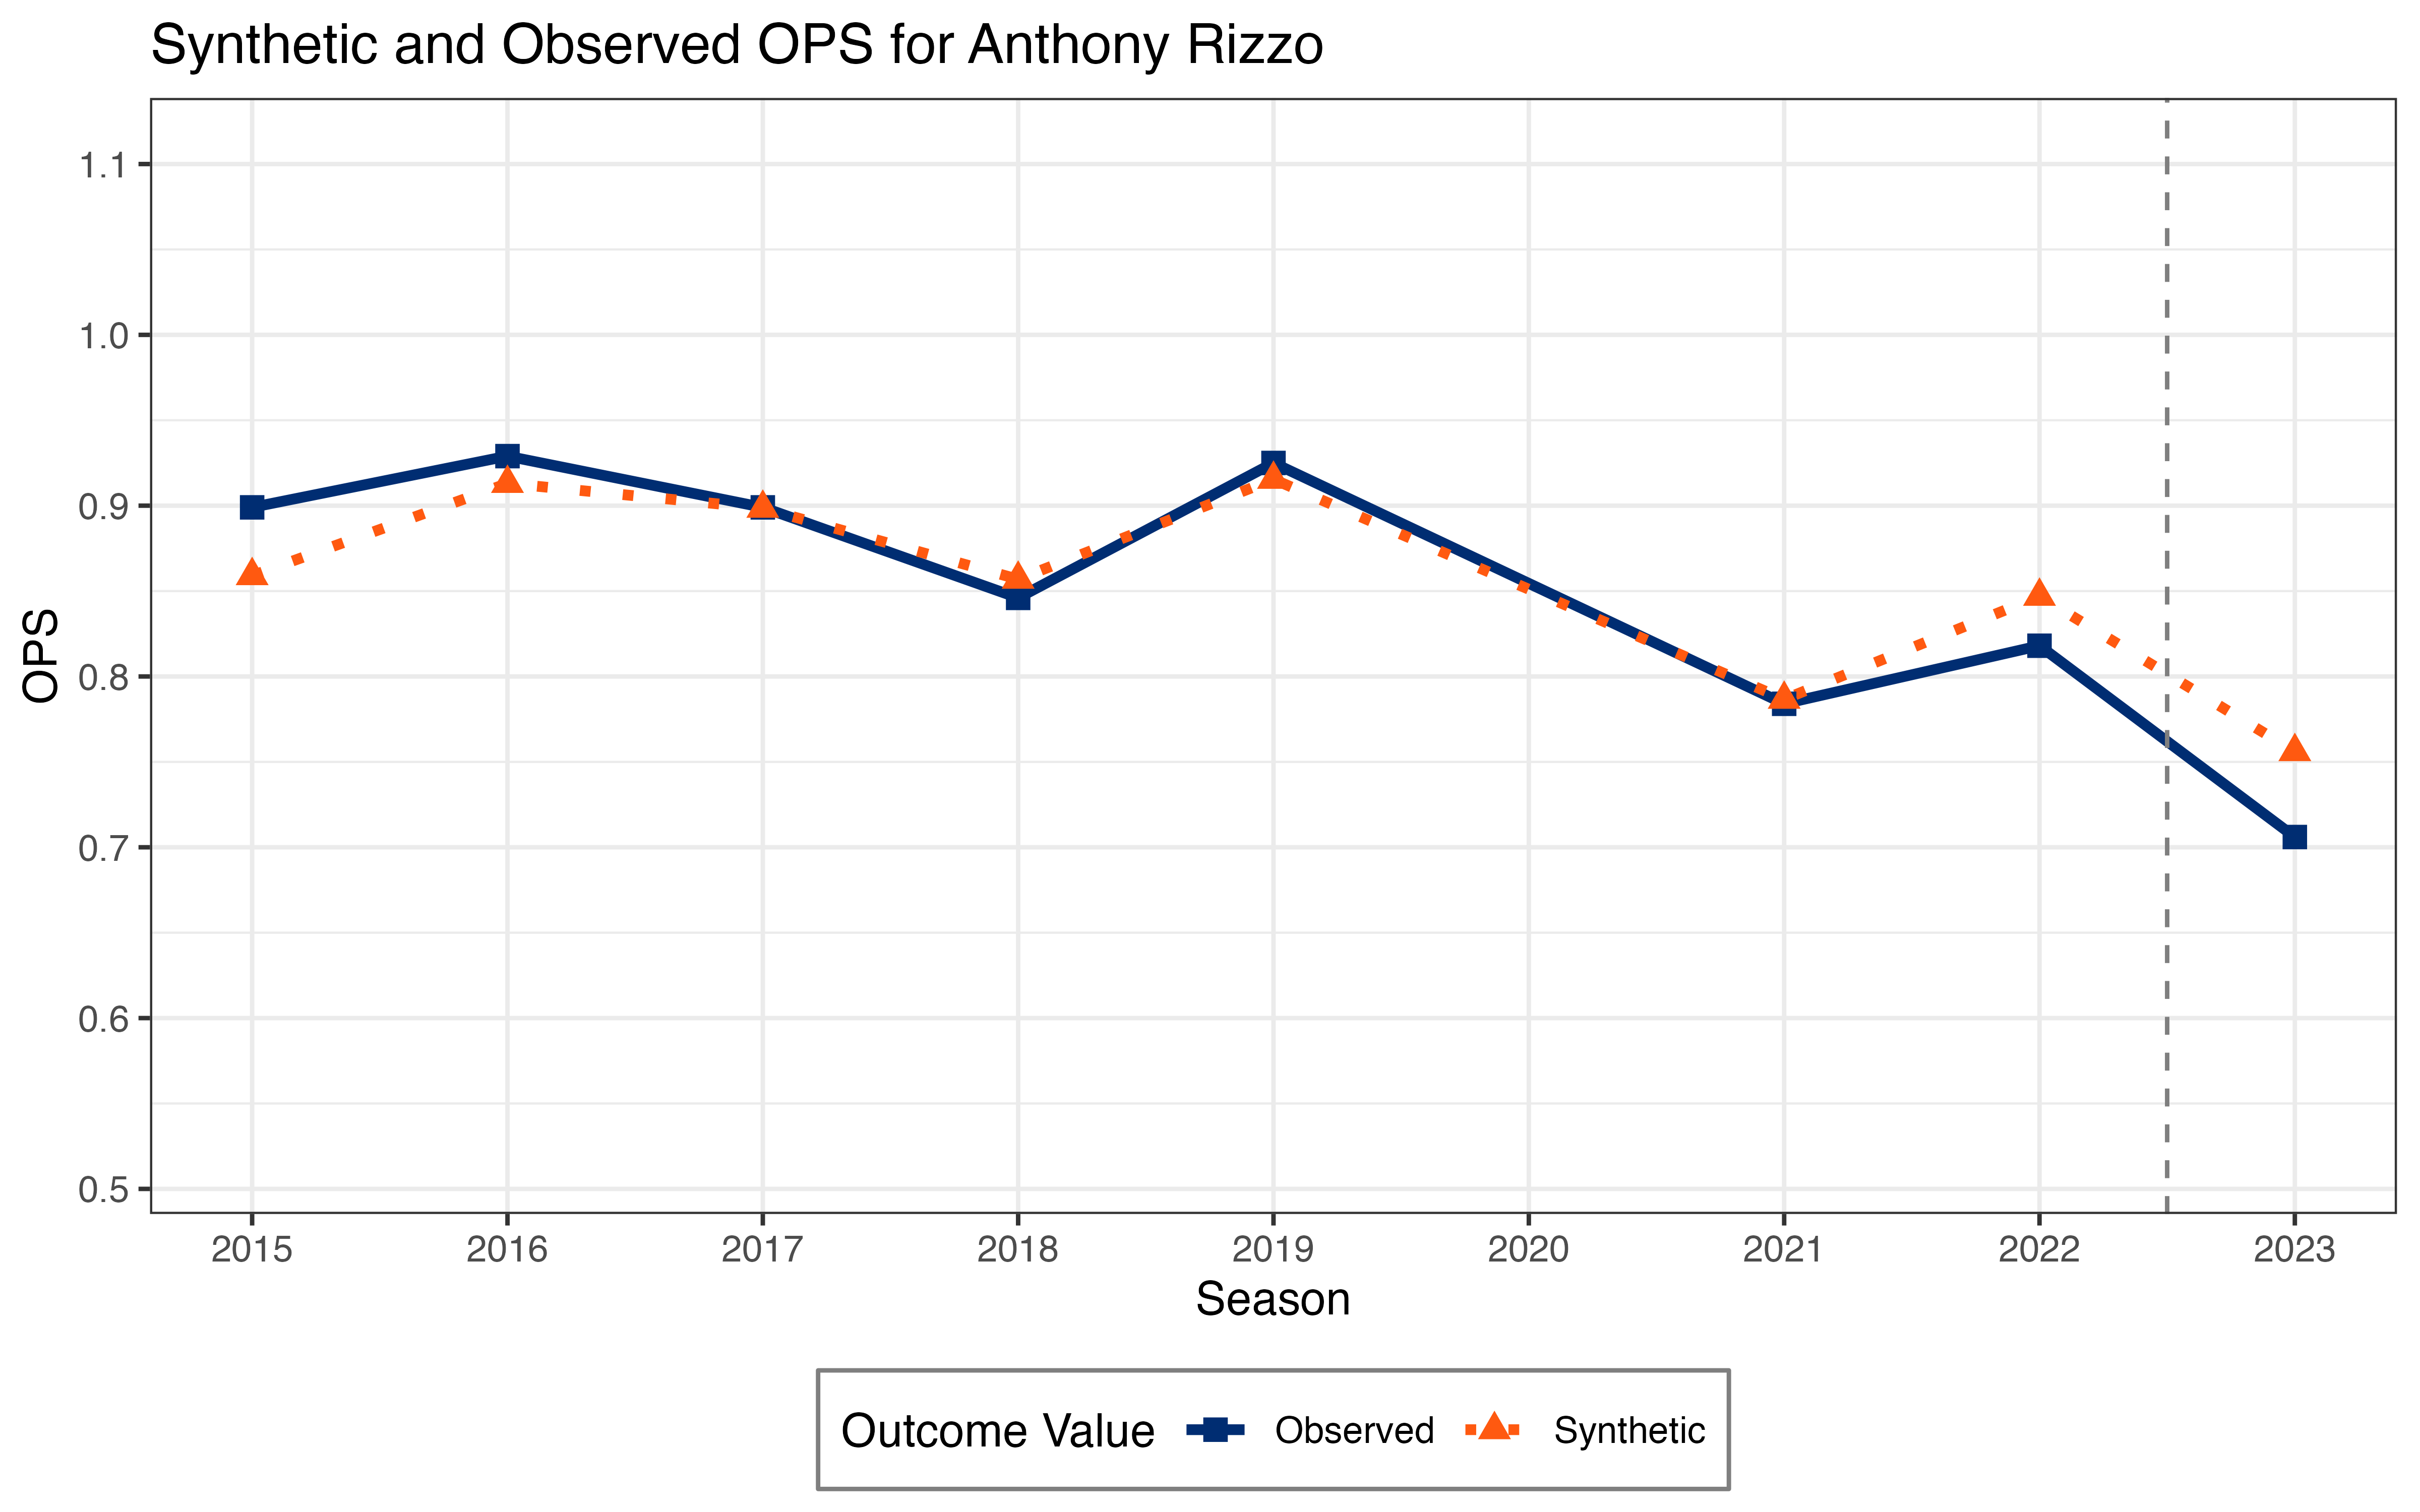 Synthetic and Observed OPS for Anthony Rizzo
1.1
1.0
0.9
0.8
0.7
0.6
0.5
OPS
2015 2016 2017 2018 2019 2020 2021 2022 2023
Season
Outcome Value Observed Synthetic